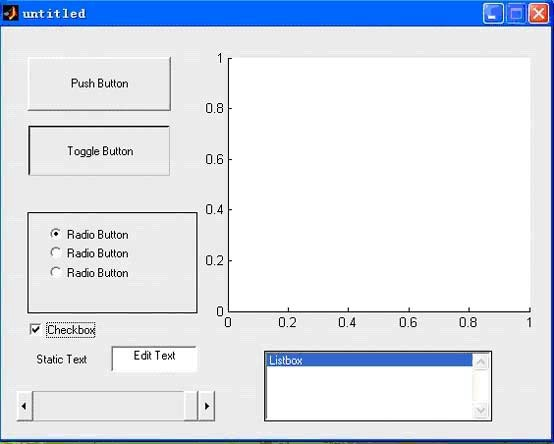 untitled
Push Button
Toggle Button
Radio Button
Radio Button
Radio Button
Checkbox
Static Text
Edit Text
1
0.8
0.6
0.4
0.2
0
0
0.2
0.4
0.6
0.8
1
Listbox